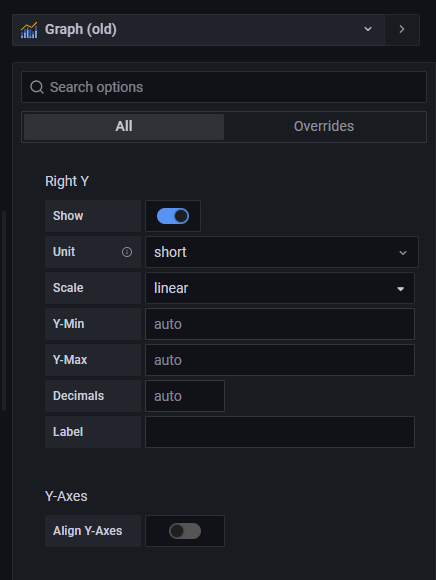 Graph (old)
Search options
All Overrides
Right Y
Show
Unit short
Scale linear
Y-Min auto
Y-Max auto
Decimals auto
Label
Y-Axes
Align Y-Axes